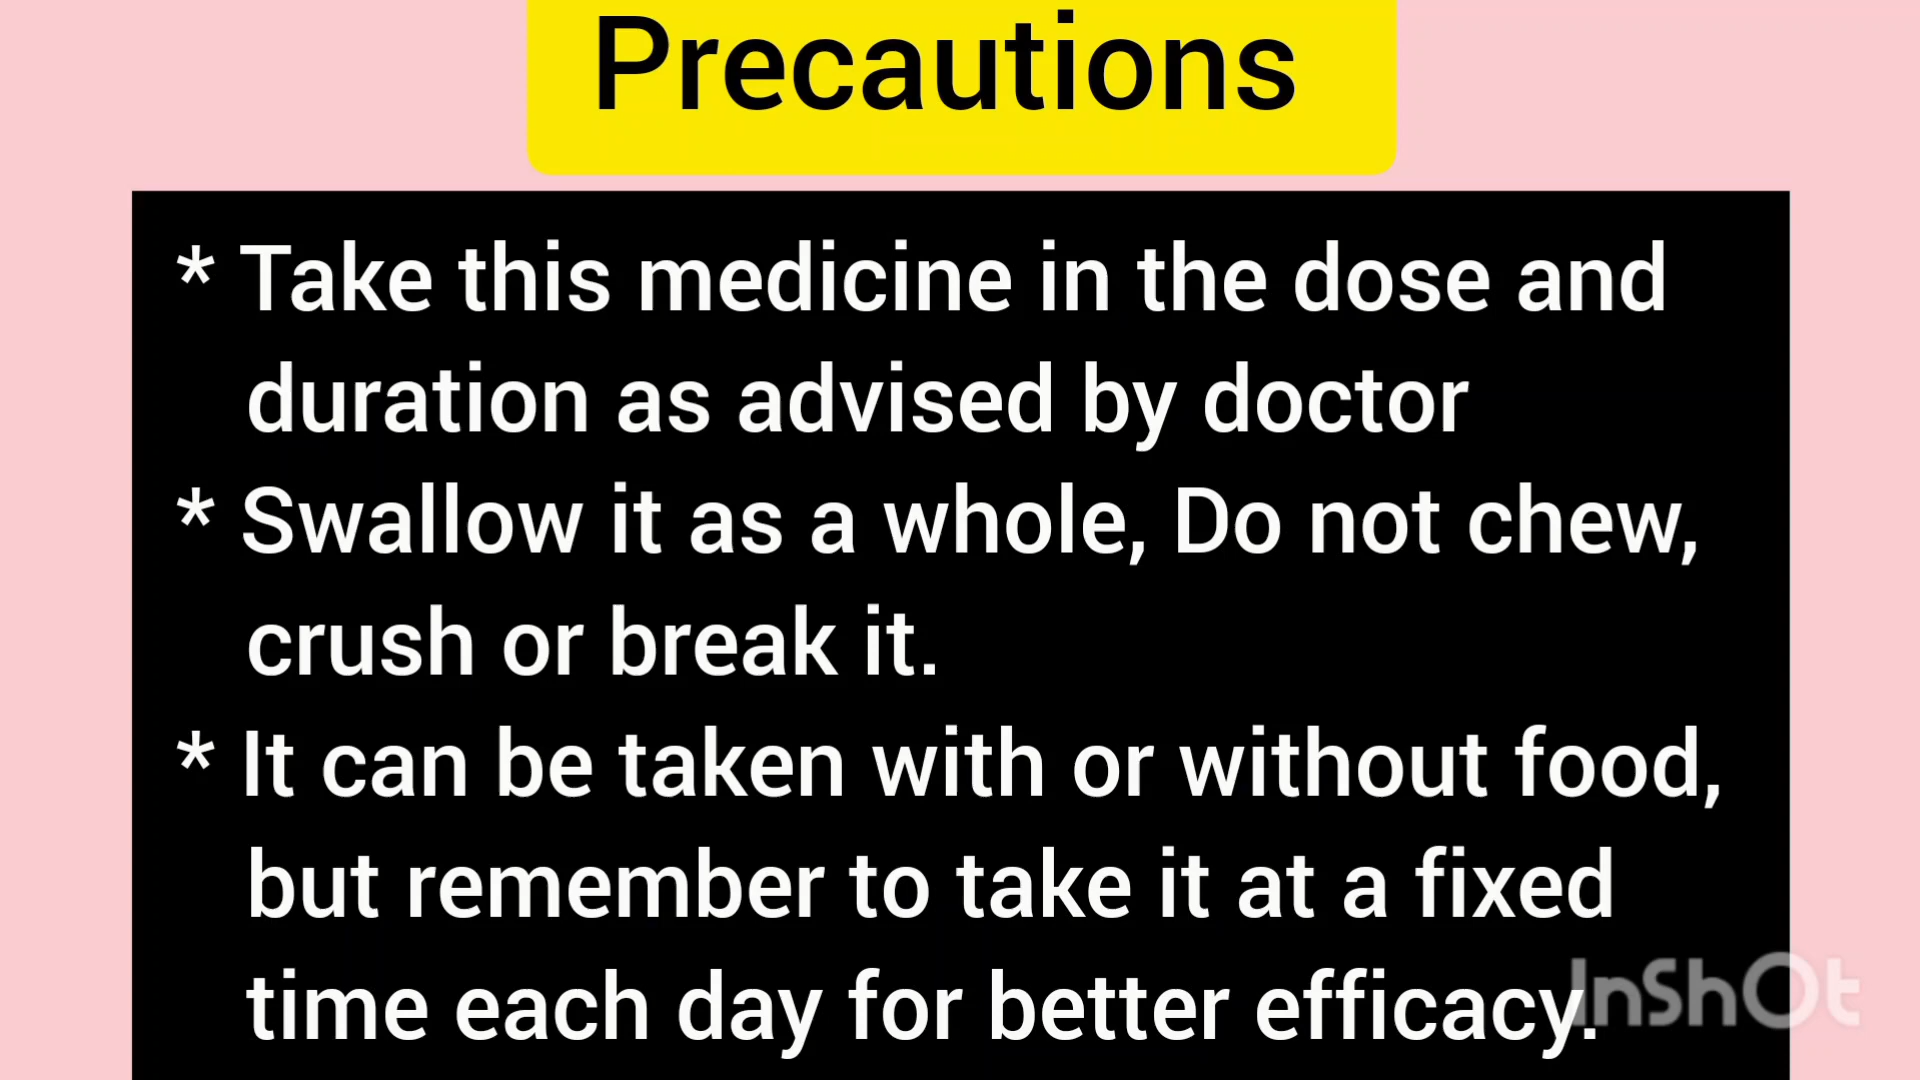 Precautions
* Take this medicine in the dose and
duration as advised by doctor
* Swallow it as a whole, Do not chew,
crush or break it.
* It can be taken with or without food,
but remember to take it at a fixed
time each day for better efficacy.
InShOt